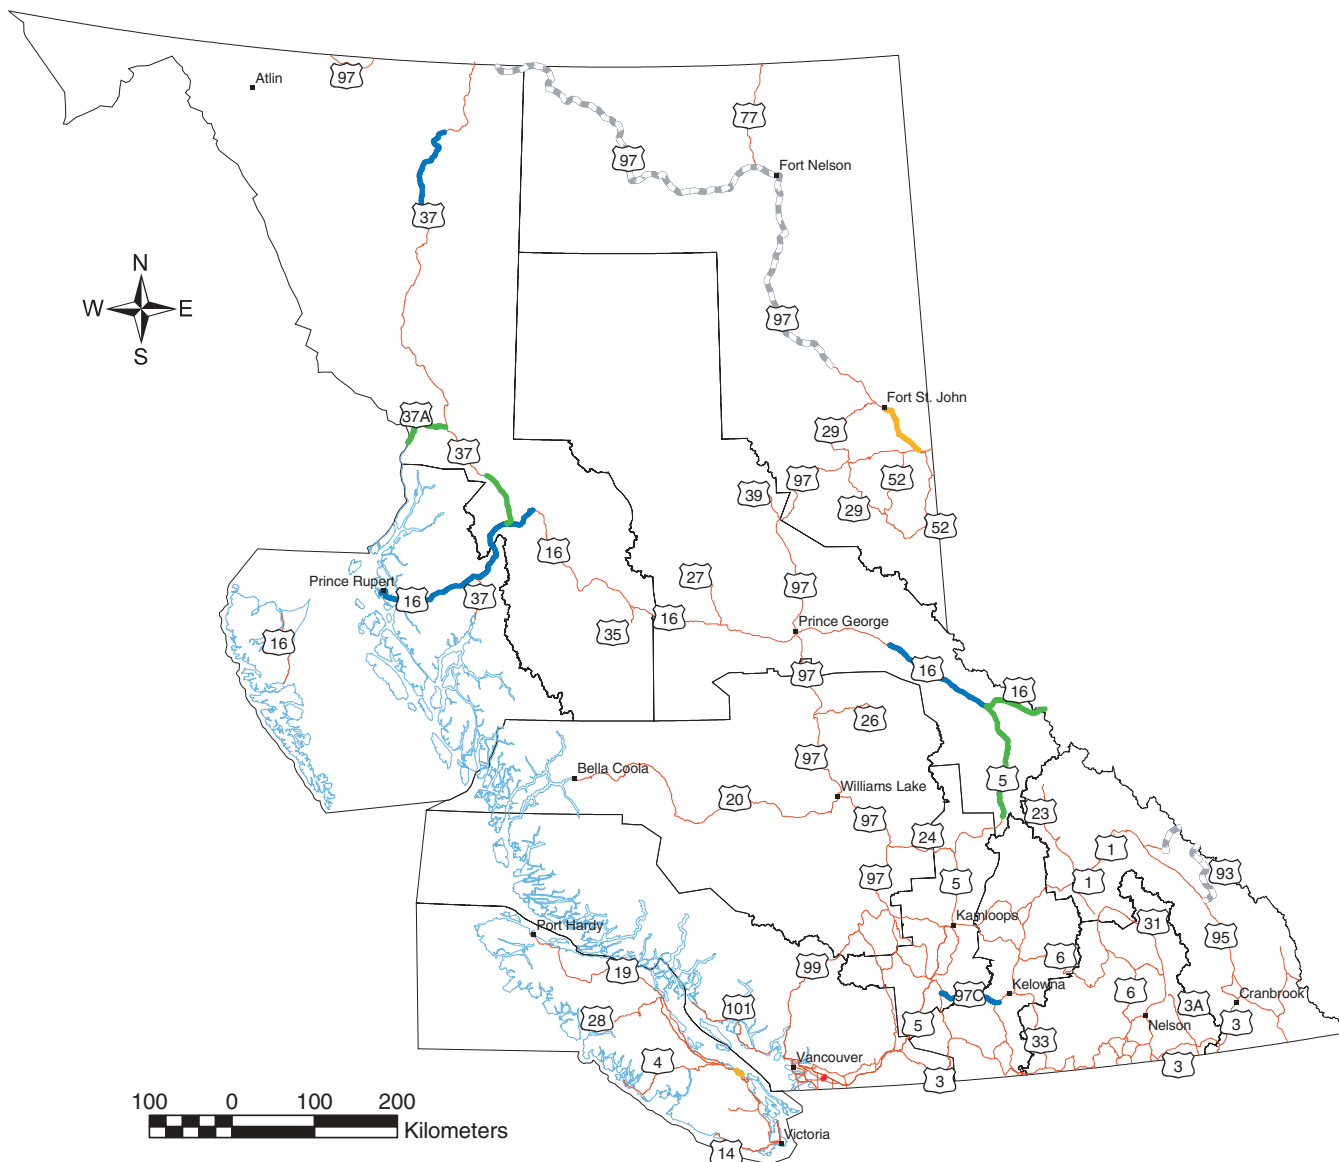 Atlin
97
77
97
Fort Nelson
37
N
W E
S
97
Fort St. John
37A
29
37
97
52
39
29
52
16
27
97
Prince Rupert
16
37
16
35
Prince George
16
97
16
16
26
97
Bella Coola
5
20
Williams Lake
23
97
24
1
93
97
5
1
Kamloops
31
Port Hardy
95
99
6
19
97C
Kelowna
6
3A
Cranbrook
101
28
5
Nelson
3
33
4
Vancouver
3
3
100 0 100 200
Kilometers
Victoria
14